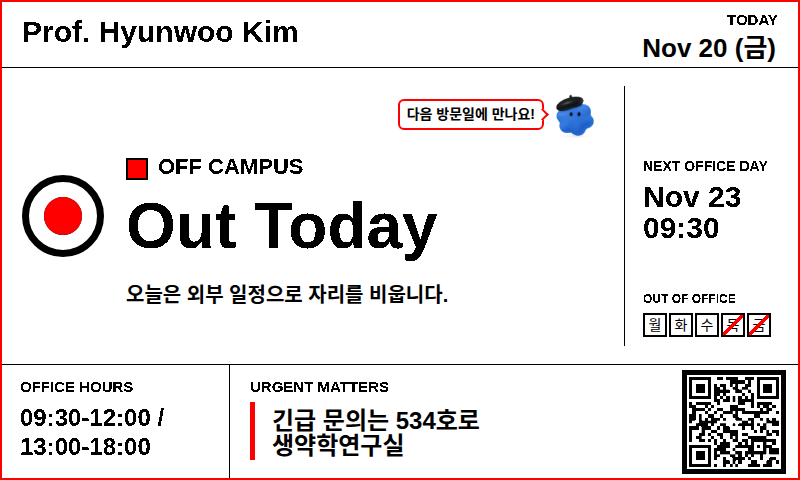 Prof. Hyunwoo Kim
TODAY
Nov 20 (금)
다음 방문일에 만나요!
OFF CAMPUS
Out Today
오늘은 외부 일정으로 자리를 비웁니다.
NEXT OFFICE DAY
Nov 23
09:30
OUT OF OFFICE
월 화 수 목 금
OFFICE HOURS
09:30-12:00 /
13:00-18:00
URGENT MATTERS
긴급 문의는 534호로
생약학연구실